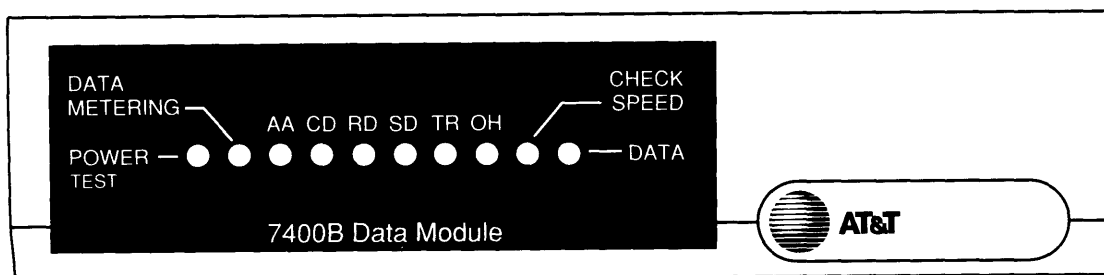 DATA
METERING
CHECK
SPEED
AA CD RD SD TR OH
POWER
TEST
DATA
7400B Data Module
AT&T